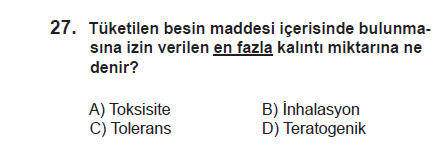 27. Tüketilen besin maddesi içerisinde bulunma-
sına izin verilen en fazla kalıntı miktarına ne
denir?
A) Toksisite B) İnhalasyon
C) Tolerans D) Teratogenik